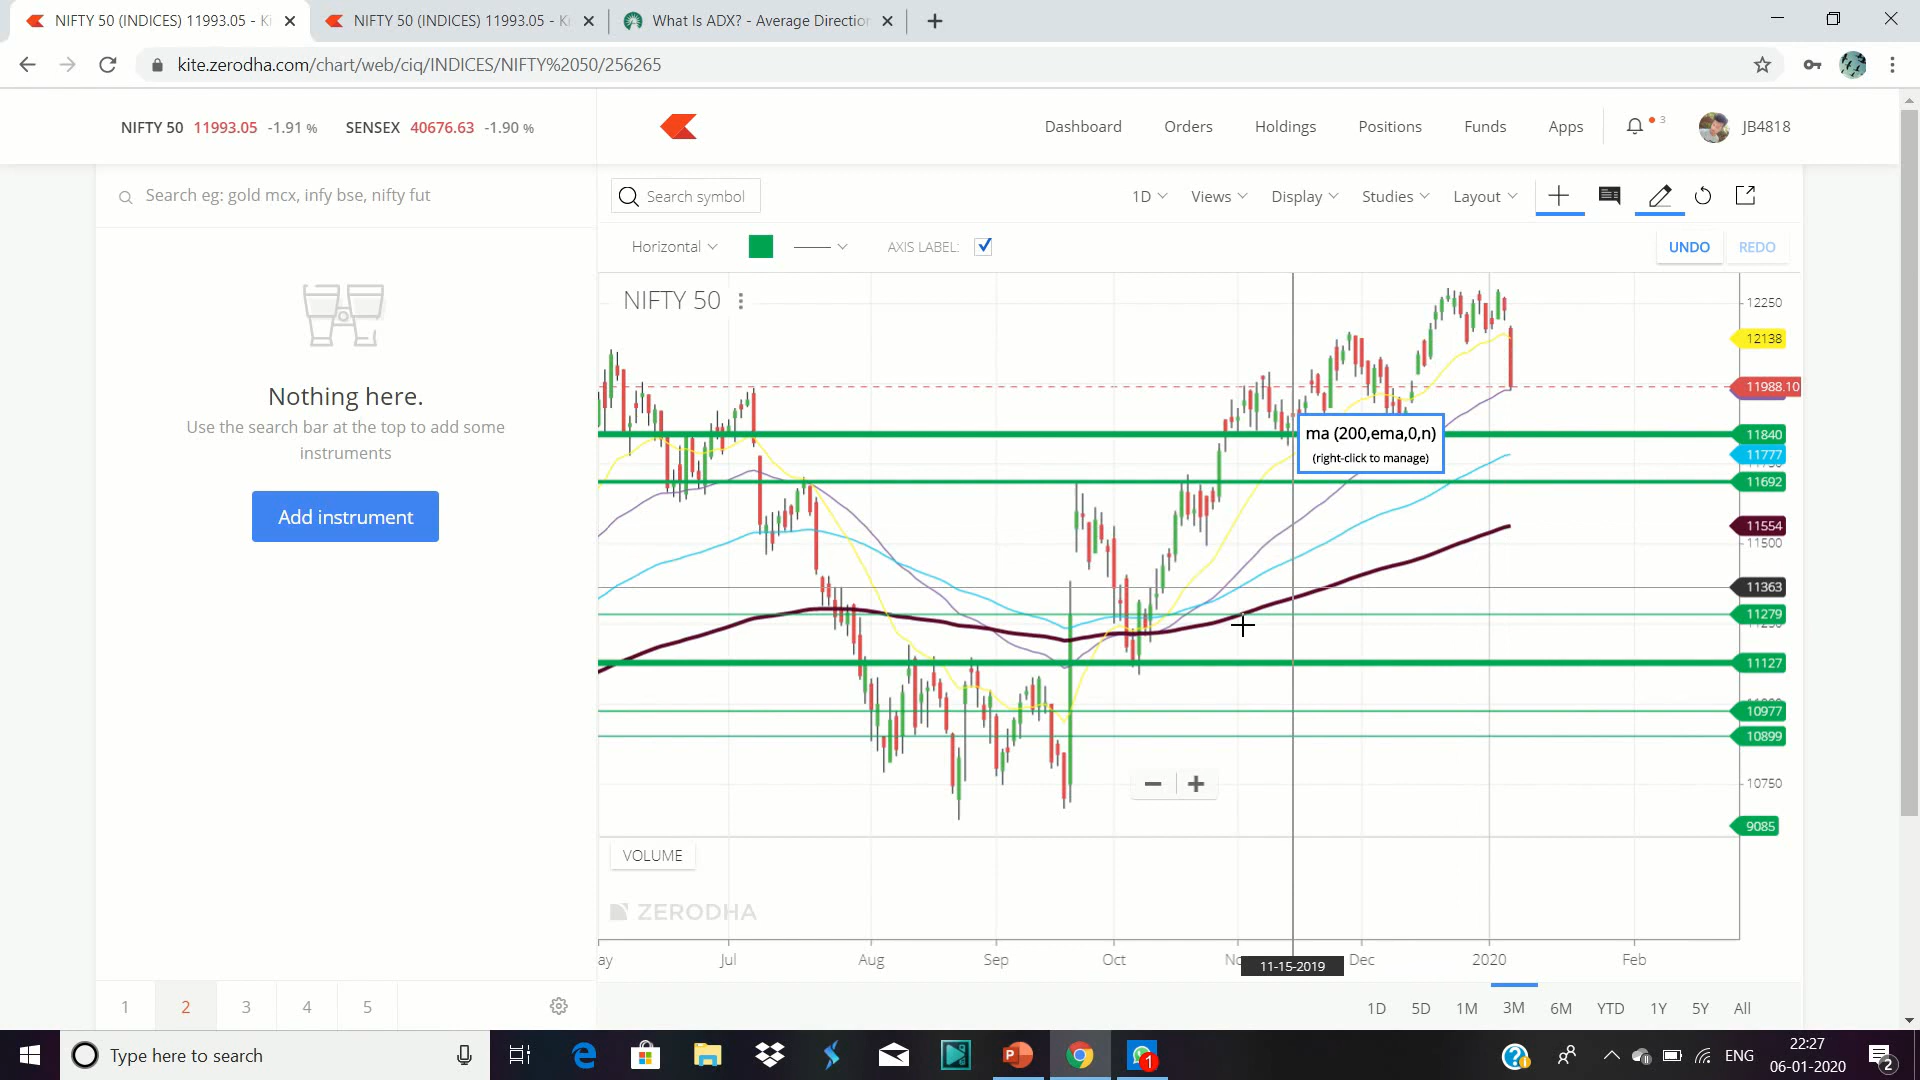 NIFTY 50 (INDICES) 11993.05 - Ki
NIFTY 50 (INDICES) 11993.05 - Ki
What Is ADX? - Average Direction
kite.zerodha.com/chart/web/ciq/INDICES/NIFTY%2050/256265
NIFTY 50 11993.05 -1.91 % SENSEX 40676.63 -1.90 %
Dashboard Orders Holdings Positions Funds Apps 3 JB4818
Search eg: gold mcx, infy bse, nifty fut
Search symbol 1D Views Display Studies Layout
Horizontal AXIS LABEL: UNDO REDO
NIFTY 50
12250
12138
11988.10
11840
11777
11692
11554
11500
11363
11279
11127
10977
10899
10750
9085
ma (200,ema,0,n)
(right-click to manage)
Nothing here.
Use the search bar at the top to add some
instruments
Add instrument
VOLUME
ZERODHA
ay Jul Aug Sep Oct No 11-15-2019 Dec 2020 Feb
1 2 3 4 5
1D 5D 1M 3M 6M YTD 1Y 5Y All
Type here to search
1
ENG
22:27
06-01-2020
2